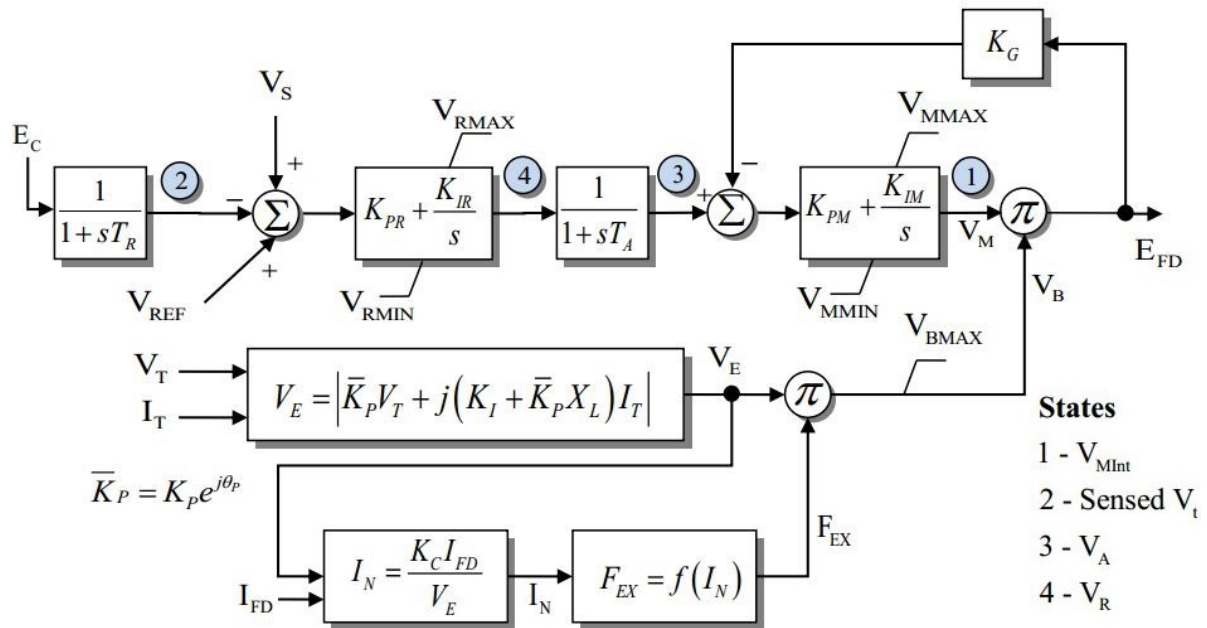 K_G
V_S
V_RMAX
V_MMAX
E_C
2
4
3
1
+
−
−
+
1 / (1 + sT_R)
Σ
K_PR + K_IR / s
1 / (1 + sT_A)
Σ
K_PM + K_IM / s
V_M
π
E_FD
+
V_REF
V_RMIN
V_MMIN
V_B
V_BMAX
V_T
V_E
I_T
V_E = |K̄_P V_T + j(K_I + K̄_P X_L) I_T|
π
K̄_P = K_P e^{jθ_P}
F_EX
I_FD
I_N = K_C I_FD / V_E
I_N
F_EX = f(I_N)
States
1 - V_MInt
2 - Sensed V_t
3 - V_A
4 - V_R